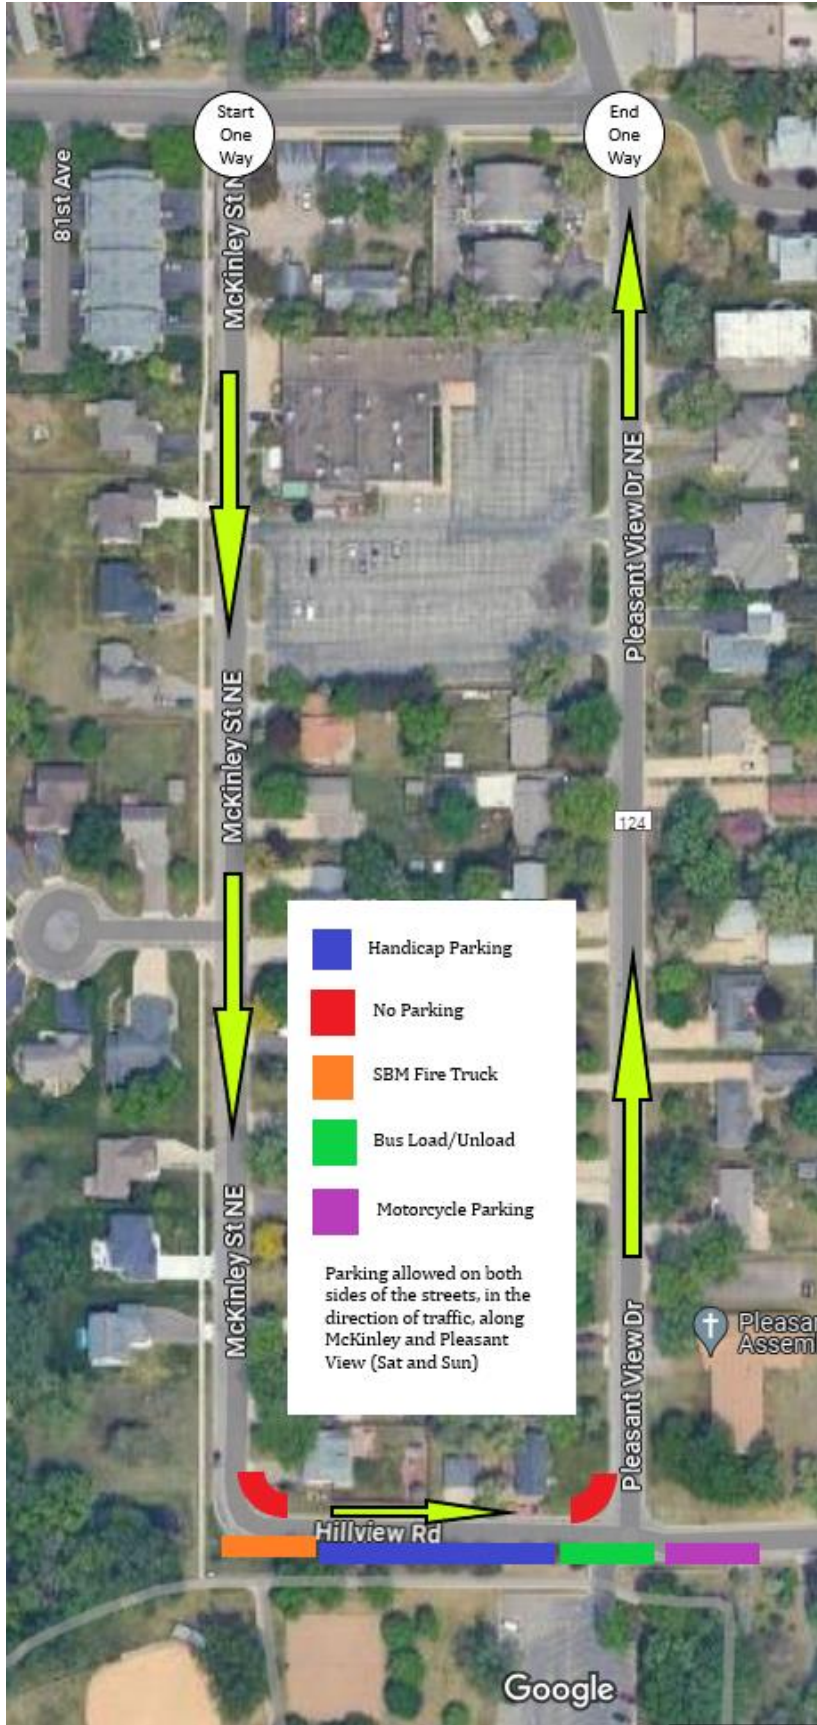 Start
One
Way
End
One
Way
81st Ave
McKinley St N
Pleasant View Dr NE
McKinley St NE
124
Handicap Parking
No Parking
SBM Fire Truck
Bus Load/Unload
Motorcycle Parking
Parking allowed on both
sides of the streets, in the
direction of traffic, along
McKinley and Pleasant
View (Sat and Sun)
McKinley St NE
Pleasant View Dr
Pleasa
Assem
Hillview Rd
Google